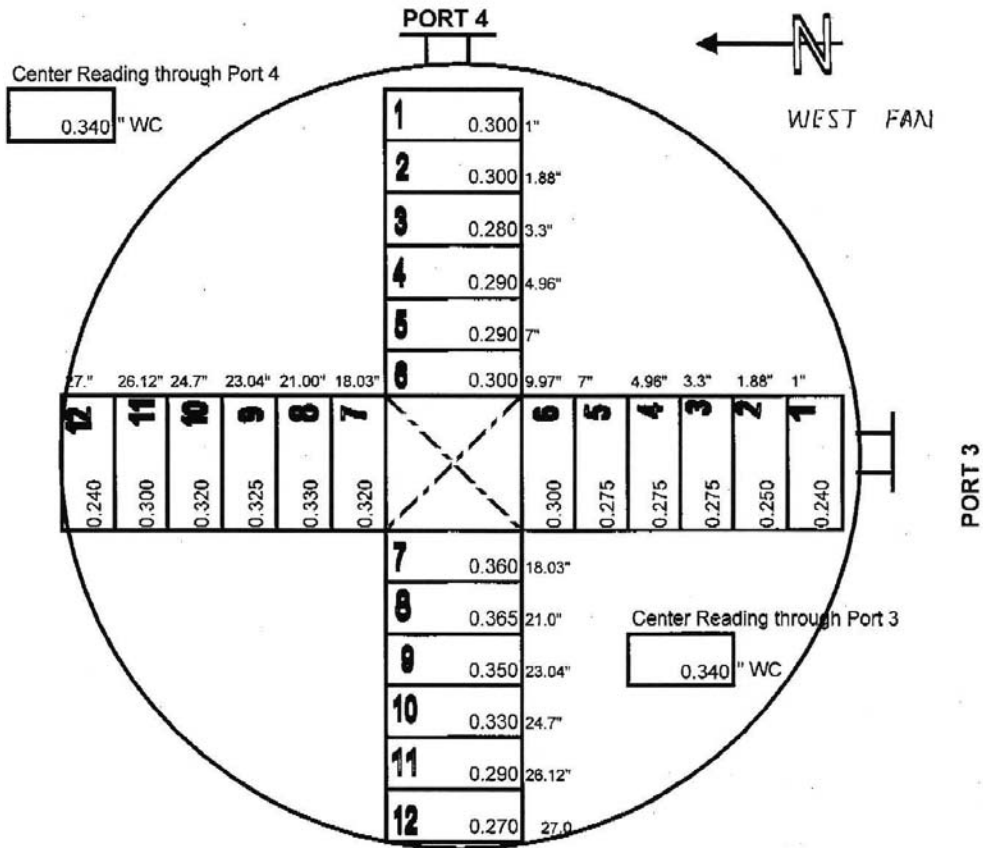 PORT 4
N
WEST FAN
Center Reading through Port 4
0.340 " WC
1 0.300 1"
2 0.300 1.88"
3 0.280 3.3"
4 0.290 4.96"
5 0.290 7"
6 0.300 9.97"
27." 26.12" 24.7" 23.04" 21.00" 18.03"
7" 4.96" 3.3" 1.88" 1"
12 11 10 9 8 7
6 5 4 3 2 1
0.240 0.300 0.320 0.325 0.330 0.320
0.300 0.275 0.275 0.275 0.250 0.240
PORT 3
7 0.360 18.03"
8 0.365 21.0"
9 0.350 23.04"
10 0.330 24.7"
11 0.290 26.12"
12 0.270 27.0
Center Reading through Port 3
0.340 " WC